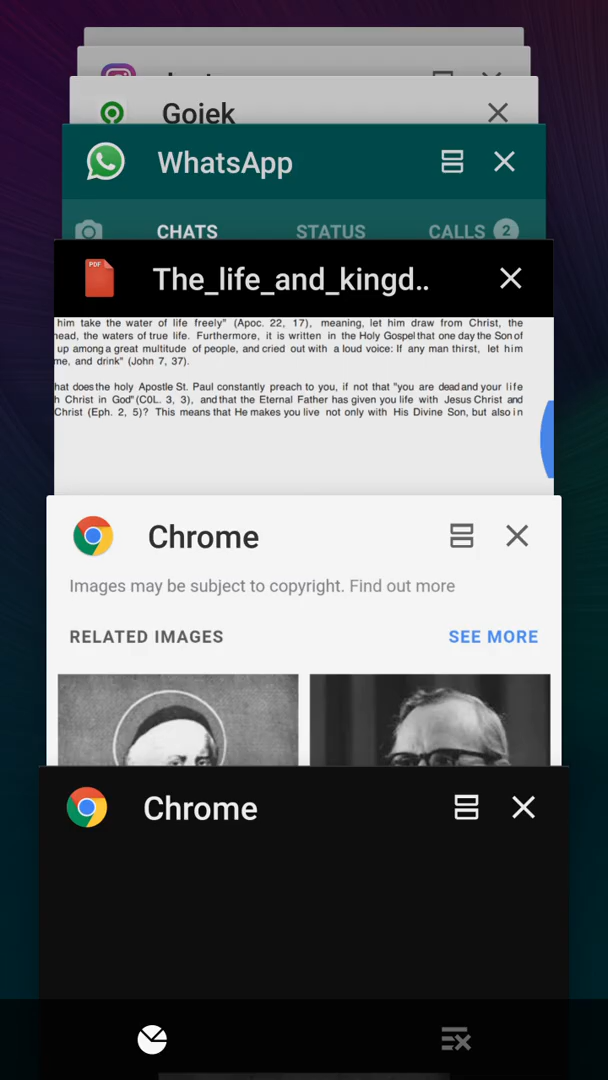 Gojek
WhatsApp
CHATS STATUS CALLS 2
PDF
The_life_and_kingd..
him take the water of life freely" (Apoc. 22, 17), meaning, let him draw from Christ, the
head, the waters of true life. Furthermore, it is written in the Holy Gospel that one day the Son of
up among a great multitude of people, and cried out with a loud voice: If any man thirst, let him
me, and drink" (John 7, 37).
hat does the holy Apostle St. Paul constantly preach to you, if not that "you are dead and your life
h Christ in God" (C0L. 3, 3), and that the Eternal Father has given you life with Jesus Christ and
Christ (Eph. 2, 5)? This means that He makes you live not only with His Divine Son, but also in
Chrome
Images may be subject to copyright. Find out more
RELATED IMAGES SEE MORE
Chrome